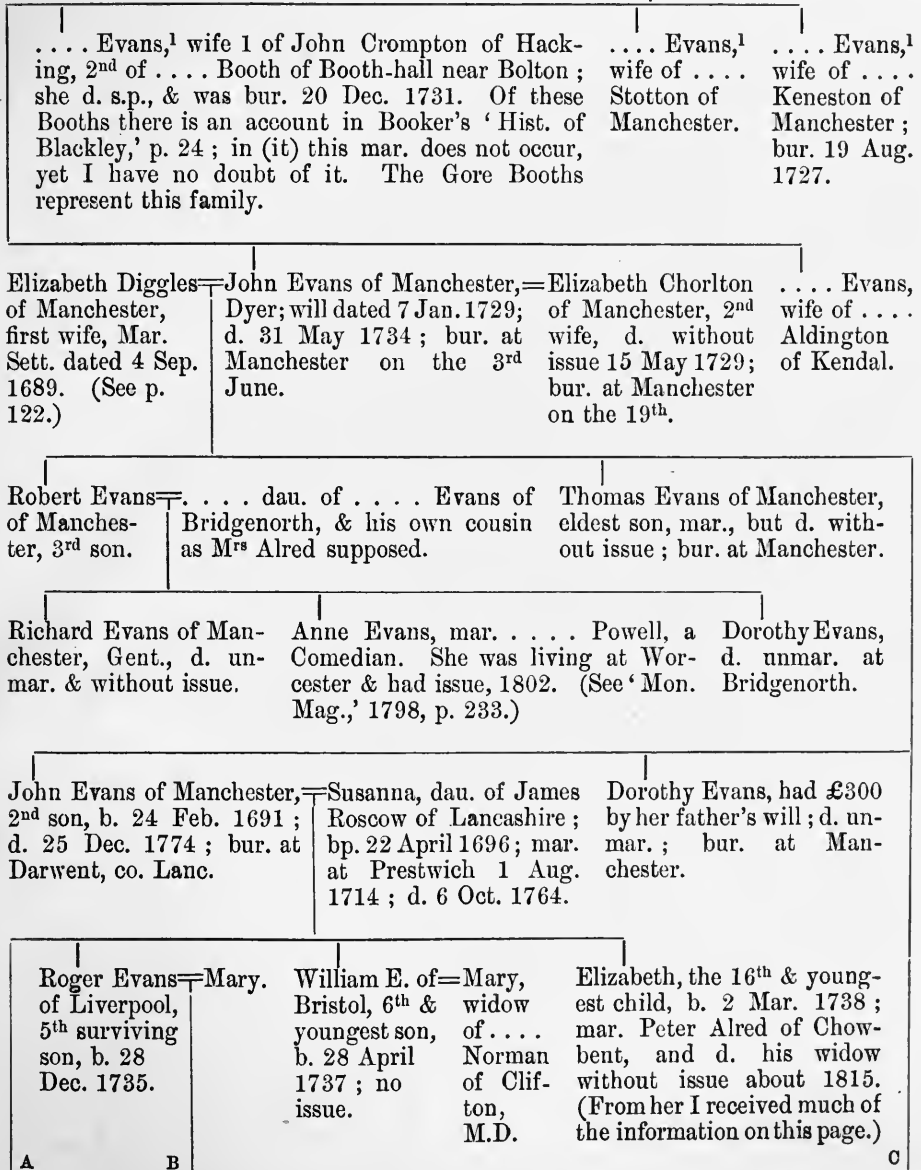 . . . . Evans,¹ wife 1 of John Crompton of Hack-
ing, 2nd of . . . . Booth of Booth-hall near Bolton ;
she d. s.p., & was bur. 20 Dec. 1731. Of these
Booths there is an account in Booker's ‘ Hist. of
Blackley,’ p. 24 ; in (it) this mar. does not occur,
yet I have no doubt of it. The Gore Booths
represent this family.
. . . . Evans,¹
wife of . . . .
Stotton of
Manchester.
. . . . Evans,¹
wife of . . . .
Keneston of
Manchester ;
bur. 19 Aug.
1727.
Elizabeth Diggles
of Manchester,
first wife, Mar.
Sett. dated 4 Sep.
1689. (See p.
122.)
John Evans of Manchester,=
Dyer; will dated 7 Jan. 1729;
d. 31 May 1734 ; bur. at
Manchester on the 3rd
June.
Elizabeth Chorlton
of Manchester, 2nd
wife, d. without
issue 15 May 1729;
bur. at Manchester
on the 19th.
. . . . Evans,
wife of . . . .
Aldington
of Kendal.
Robert Evans=
of Manches-
ter, 3rd son.
. . . . dau. of . . . . Evans of
Bridgenorth, & his own cousin
as Mrs Alred supposed.
Thomas Evans of Manchester,
eldest son, mar., but d. with-
out issue ; bur. at Manchester.
Richard Evans of Man-
chester, Gent., d. un-
mar. & without issue.
Anne Evans, mar. . . . . . Powell, a
Comedian. She was living at Wor-
cester & had issue, 1802. (See ‘ Mon.
Mag.,’ 1798, p. 233.)
Dorothy Evans,
d. unmar. at
Bridgenorth.
John Evans of Manchester,=
2nd son, b. 24 Feb. 1691 ;
d. 25 Dec. 1774 ; bur. at
Darwent, co. Lanc.
Susanna, dau. of James
Roscow of Lancashire ;
bp. 22 April 1696; mar.
at Prestwich 1 Aug.
1714 ; d. 6 Oct. 1764.
Dorothy Evans, had £300
by her father's will ; d. un-
mar. ; bur. at Man-
chester.
Roger Evans=Mary.
of Liverpool,
5th surviving
son, b. 28
Dec. 1735.
William E. of=
Bristol, 6th &
youngest son,
b. 28 April
1737 ; no
issue.
Mary,
widow
of . . . .
Norman
of Clif-
ton,
M.D.
Elizabeth, the 16th & young-
est child, b. 2 Mar. 1738 ;
mar. Peter Alred of Chow-
bent, and d. his widow
without issue about 1815.
(From her I received much of
the information on this page.)
A B C